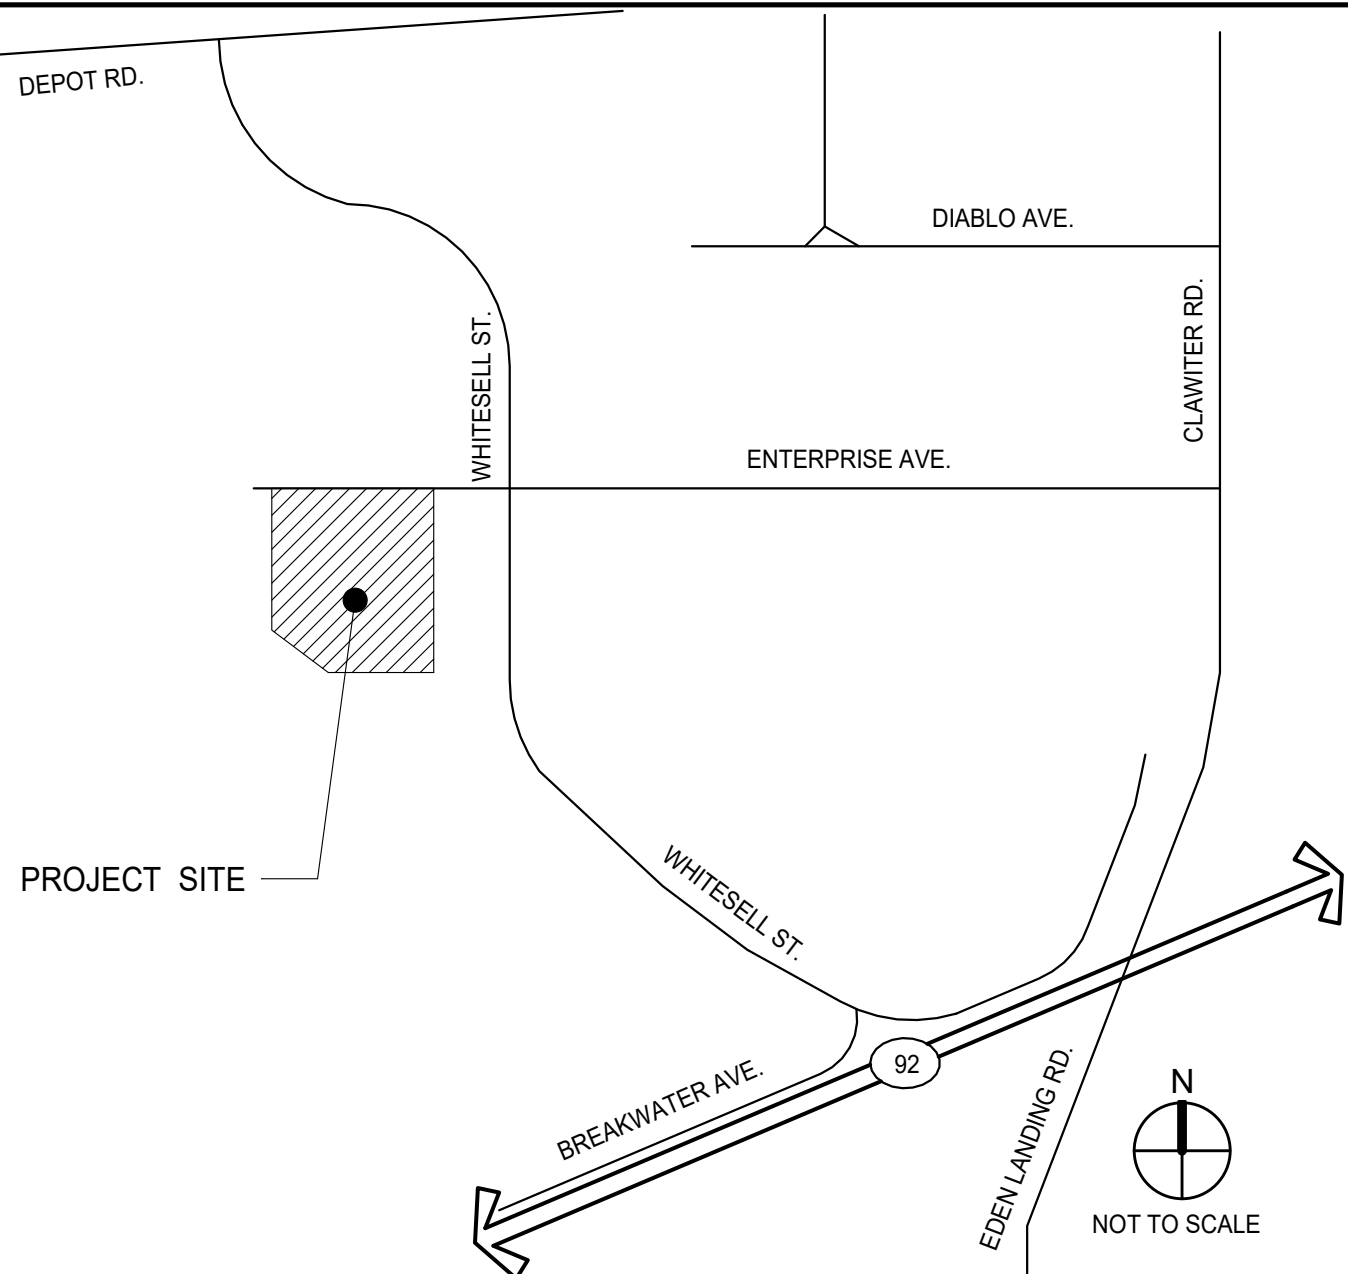 DEPOT RD.
DIABLO AVE.
CLAWITER RD.
WHITESELL ST.
ENTERPRISE AVE.
PROJECT SITE
WHITESELL ST.
92
BREAKWATER AVE.
EDEN LANDING RD.
N
NOT TO SCALE